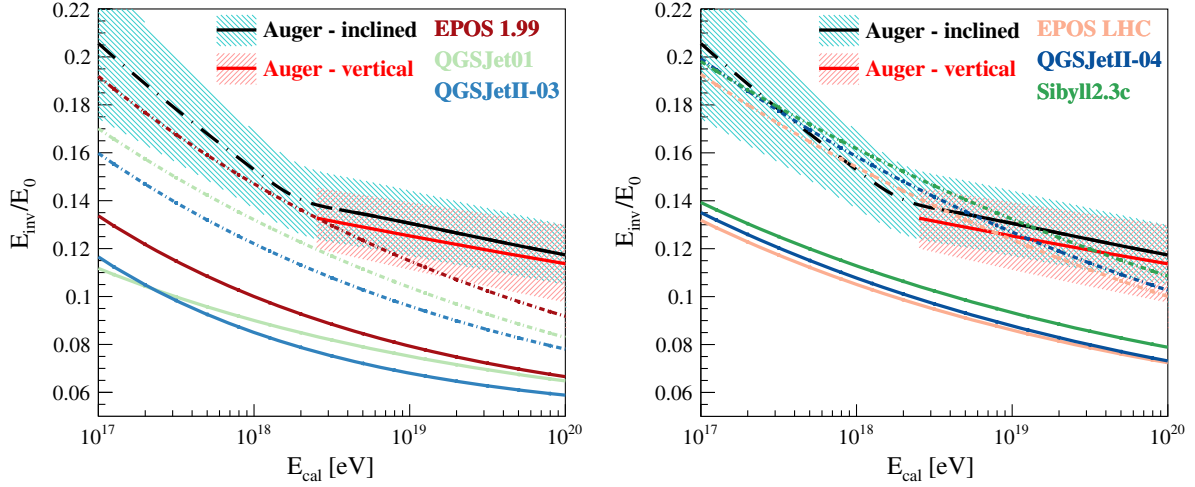 0.22
0.2
0.18
0.16
0.14
0.12
0.1
0.08
0.06
E_inv/E_0
Auger - inclined
Auger - vertical
EPOS 1.99
QGSJet01
QGSJetII-03
10^17
10^18
10^19
10^20
E_cal [eV]
0.22
0.2
0.18
0.16
0.14
0.12
0.1
0.08
0.06
E_inv/E_0
Auger - inclined
Auger - vertical
EPOS LHC
QGSJetII-04
Sibyll2.3c
10^17
10^18
10^19
10^20
E_cal [eV]